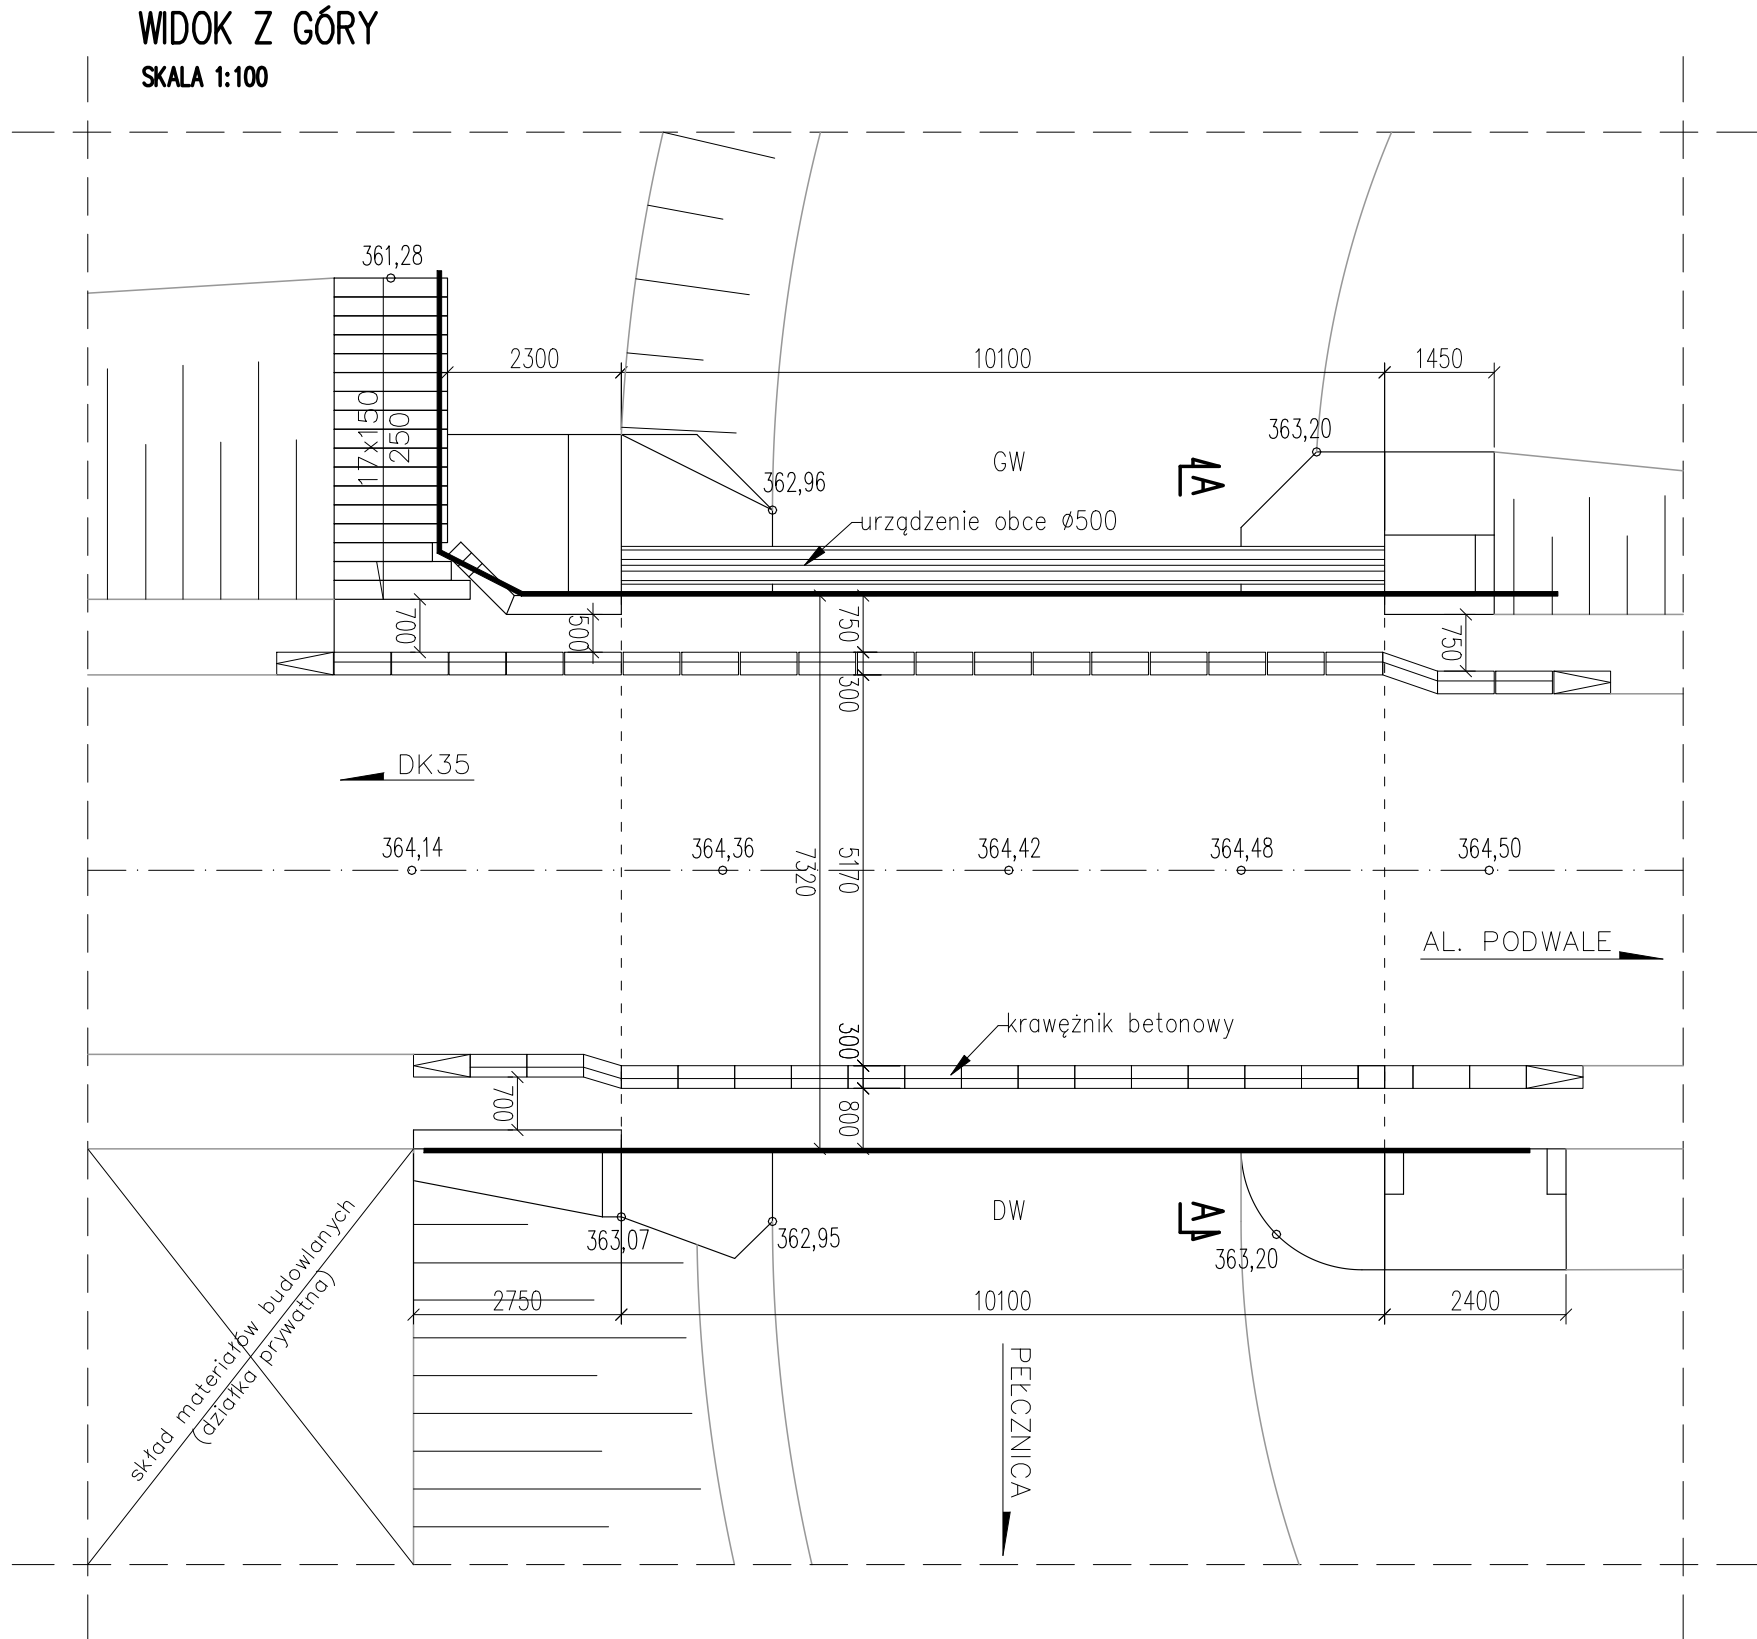 WIDOK Z GÓRY
SKALA 1:100
361,28
2300
10100
1450
17x150
250
363,20
GW
A
362,96
urządzenie obce Ø500
700
500
750
750
300
DK35
364,14
364,36
364,42
364,48
364,50
7320
5170
AL. PODWALE
300
krawężnik betonowy
700
800
DW
A
363,07
362,95
363,20
2750
10100
2400
skład materiałów budowlanych
(działka prywatna)
PEŁCZNICA